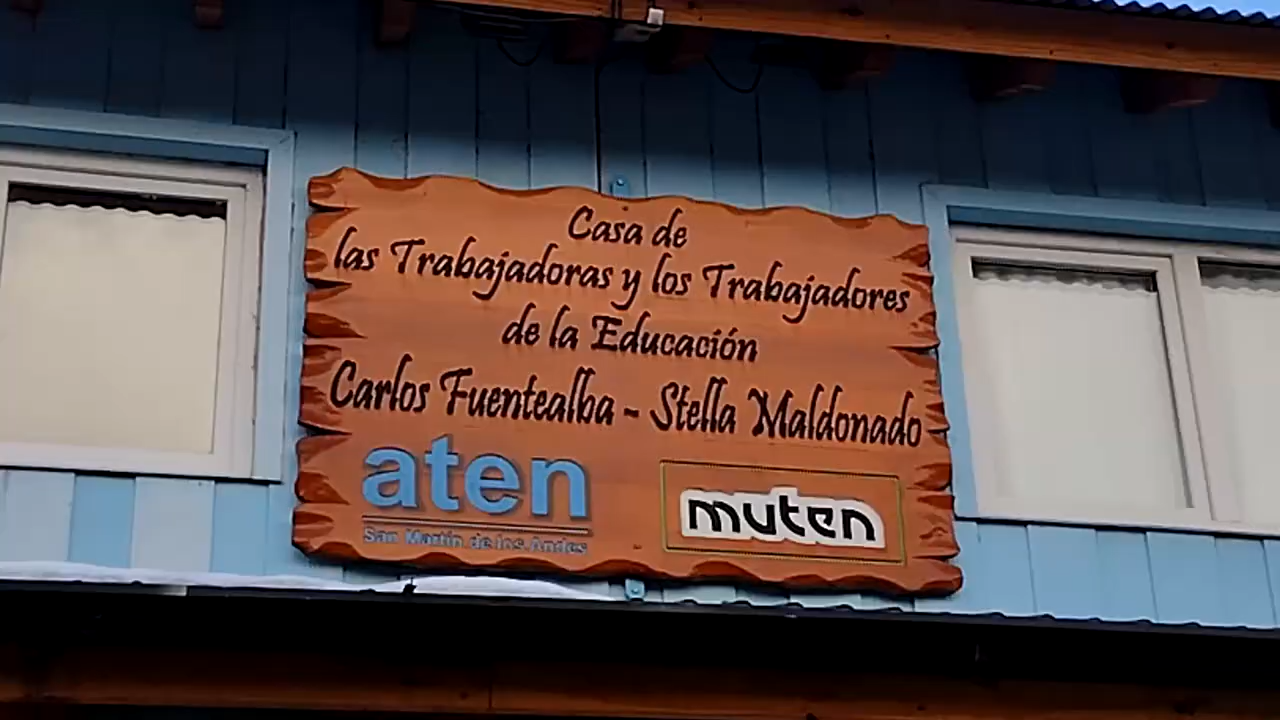 Casa de
las Trabajadoras y los Trabajadores
de la Educación
Carlos Fuentealba - Stella Maldonado
aten
San Martín de los Andes
muten